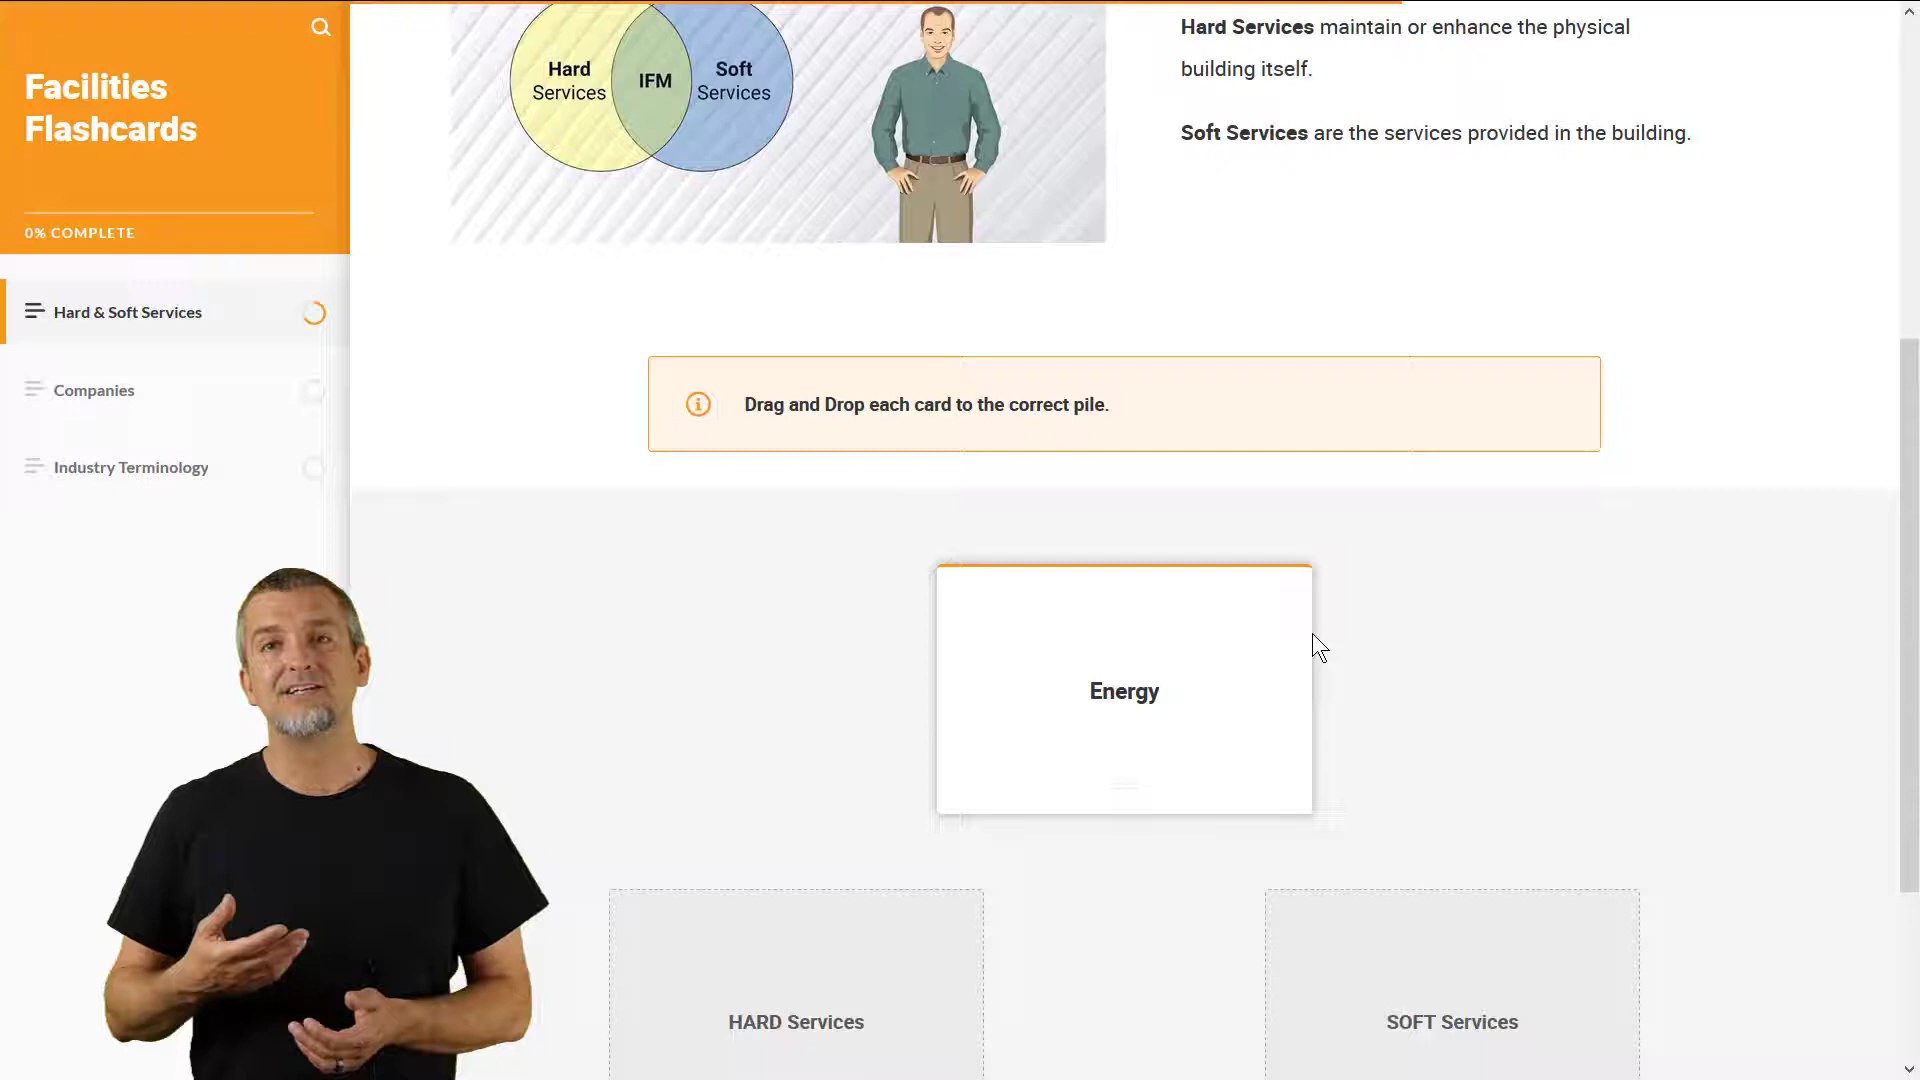 Facilities
Flashcards
0% COMPLETE
Hard & Soft Services
Companies
Industry Terminology
Hard
Services
IFM
Soft
Services
Hard Services maintain or enhance the physical
building itself.
Soft Services are the services provided in the building.
Drag and Drop each card to the correct pile.
Energy
HARD Services
SOFT Services